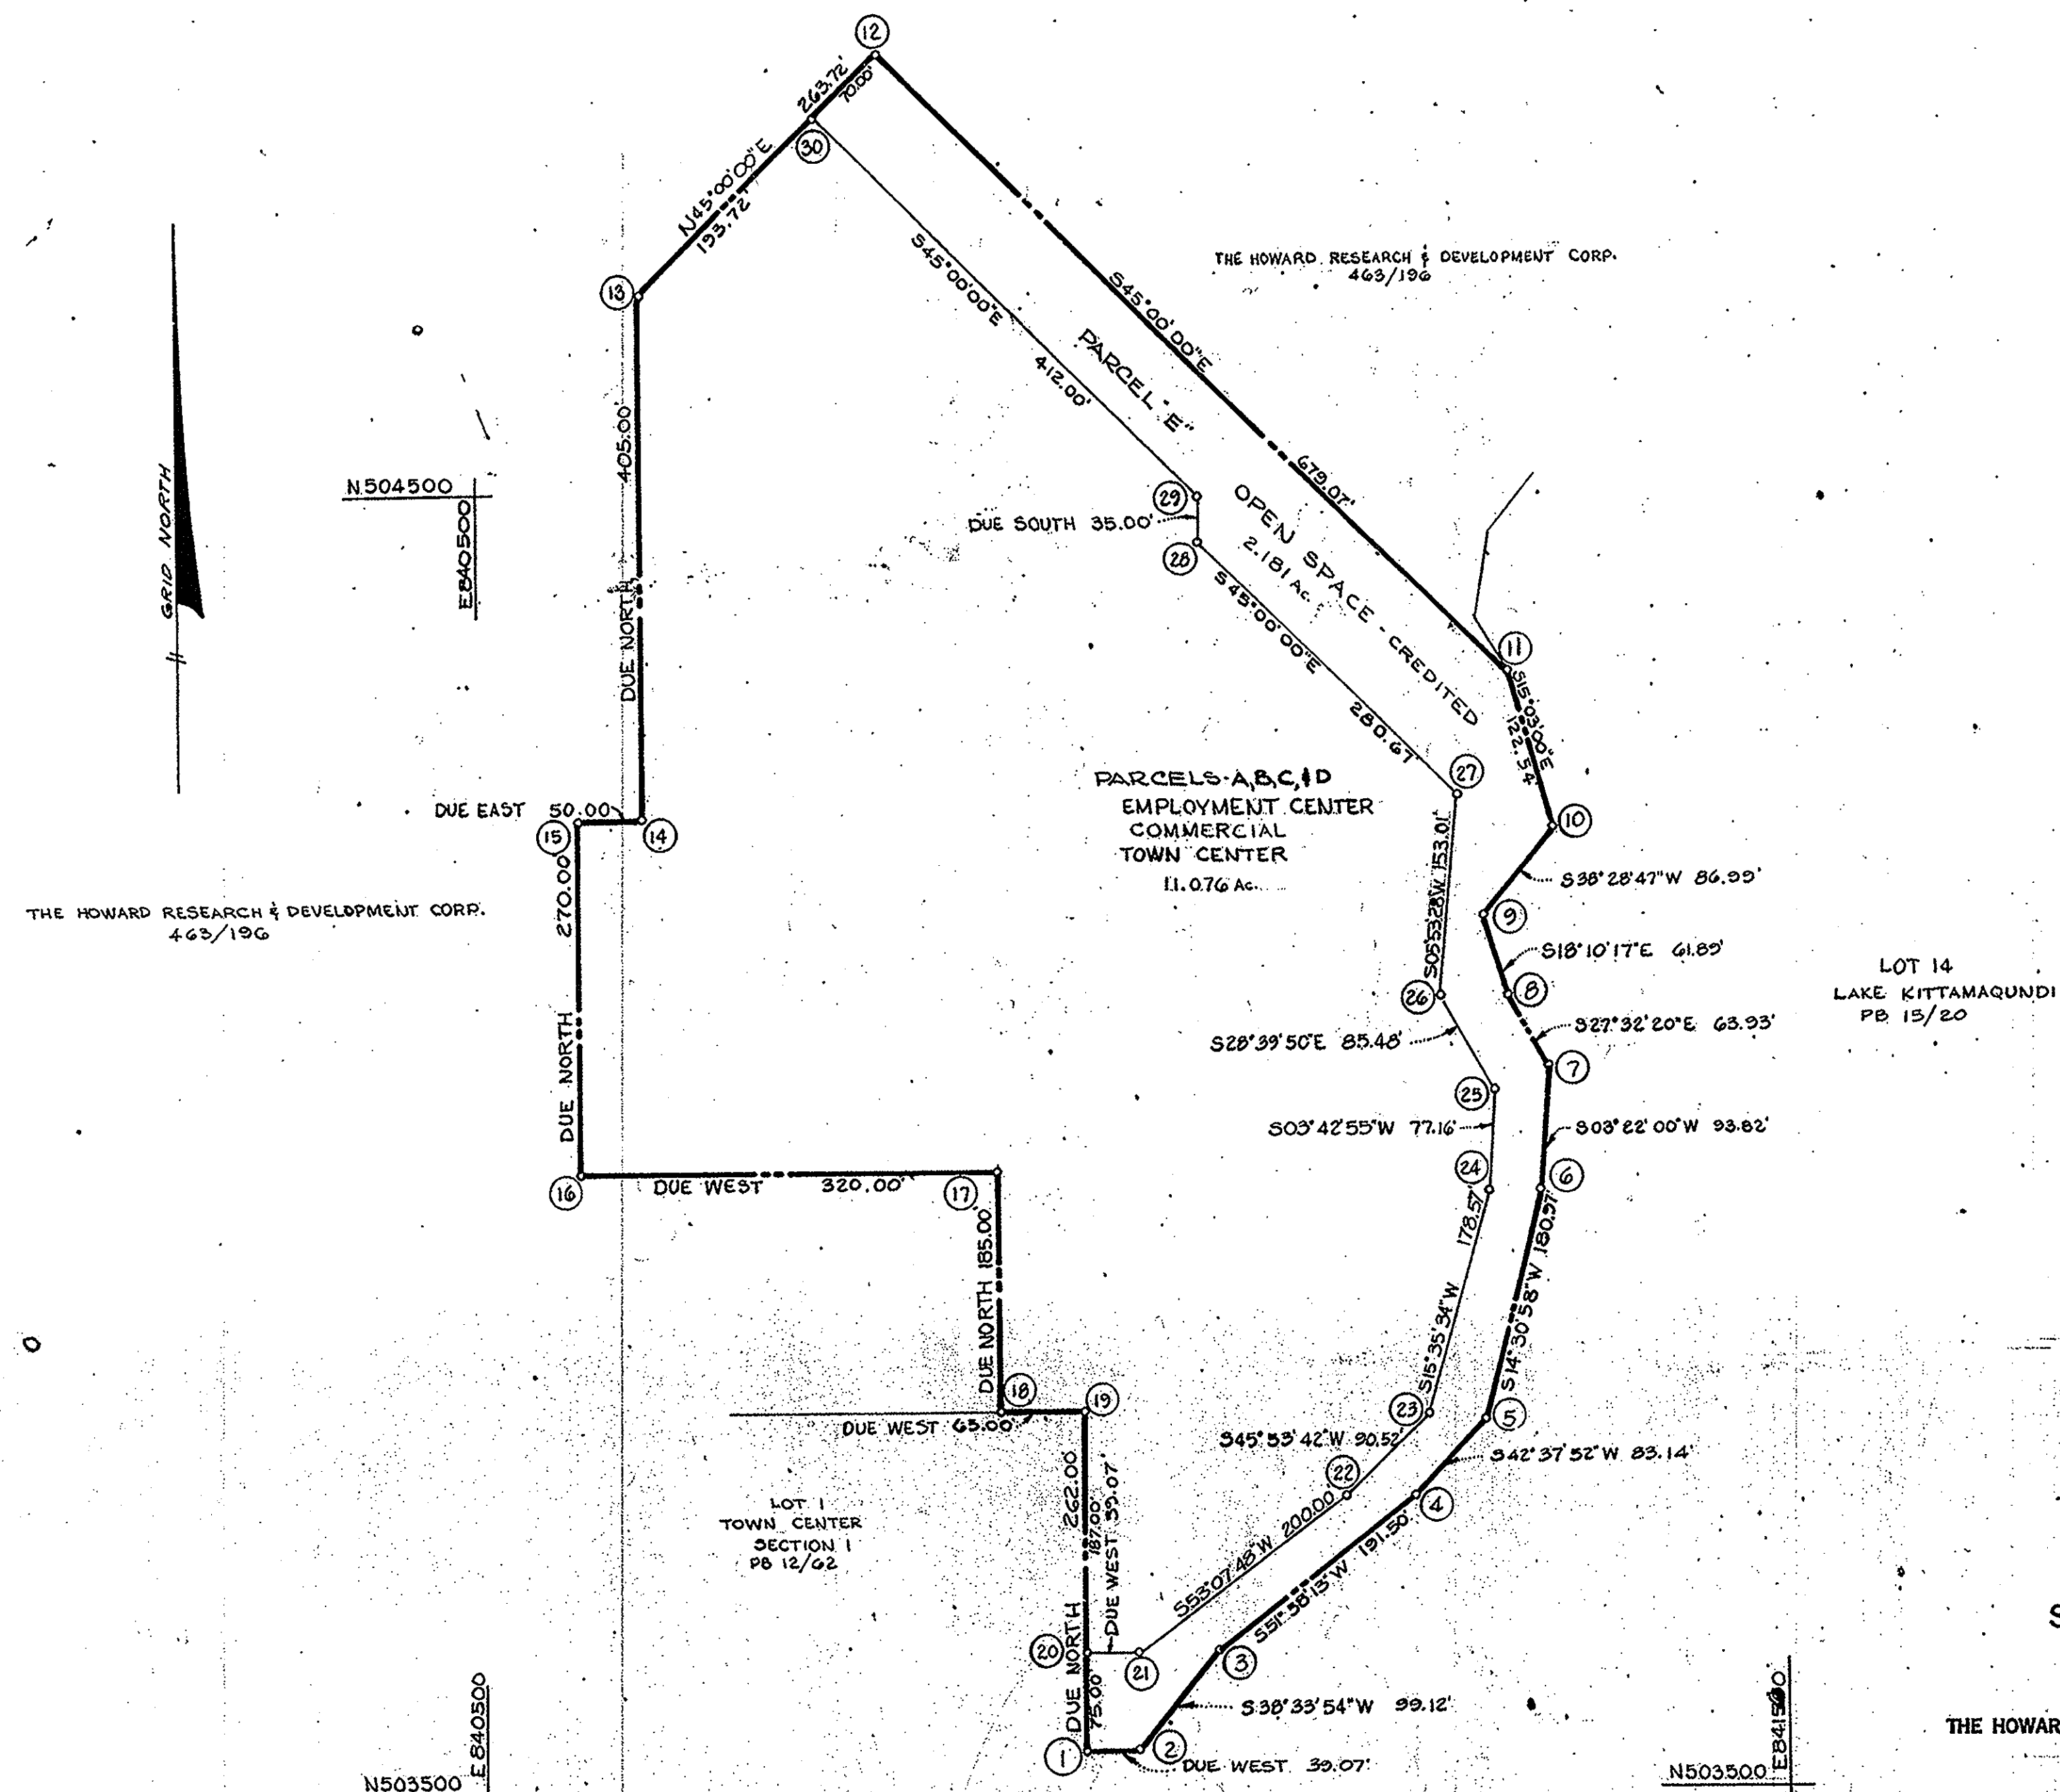 12
263.72'
70.00'
30
N45°00'00"E
193.72'
13
S45°00'00"E
412.00'
PARCEL "E"
S45°00'00"E
679.07'
THE HOWARD RESEARCH & DEVELOPMENT CORP.
463/196
GRID NORTH
N504500
E840500
405.00'
DUE NORTH
29
DUE SOUTH 35.00'
28
OPEN SPACE - CREDITED
2.181 Ac.
S45°00'00"E
280.67'
11
S15°03'00"E
122.54'
27
PARCELS A,B,C,&D
EMPLOYMENT CENTER
COMMERCIAL
TOWN CENTER
11.076 Ac.
DUE EAST 50.00'
15
14
10
S38°28'47"W 86.99'
270.00'
DUE NORTH
THE HOWARD RESEARCH & DEVELOPMENT CORP.
463/196
S05°53'28"W 153.01'
9
S18°10'17"E 61.89'
LOT 14
LAKE KITTAMAQUNDI
PB 15/20
26
8
S27°32'20"E 63.93'
S28°39'50"E 85.48'
7
25
S03°42'55"W 77.16'
S03°22'00"W 93.82'
24
6
16
DUE WEST 320.00'
17
DUE NORTH 185.00'
178.57'
S15°35'34"W
S14°30'58"W 180.97'
18
19
DUE WEST 65.00'
23
5
S45°53'42"W 90.52'
S42°37'52"W 83.14'
22
4
262.00'
187.00'
DUE WEST 39.07'
LOT 1
TOWN CENTER
SECTION 1
PB 12/62
S53°07'48"W 200.00'
S51°58'13"W 191.50'
DUE NORTH
20
21
3
75.00'
S38°33'54"W 99.12'
1
2
DUE WEST 39.07'
E840500
N503500
N503500
S
THE HOWAR